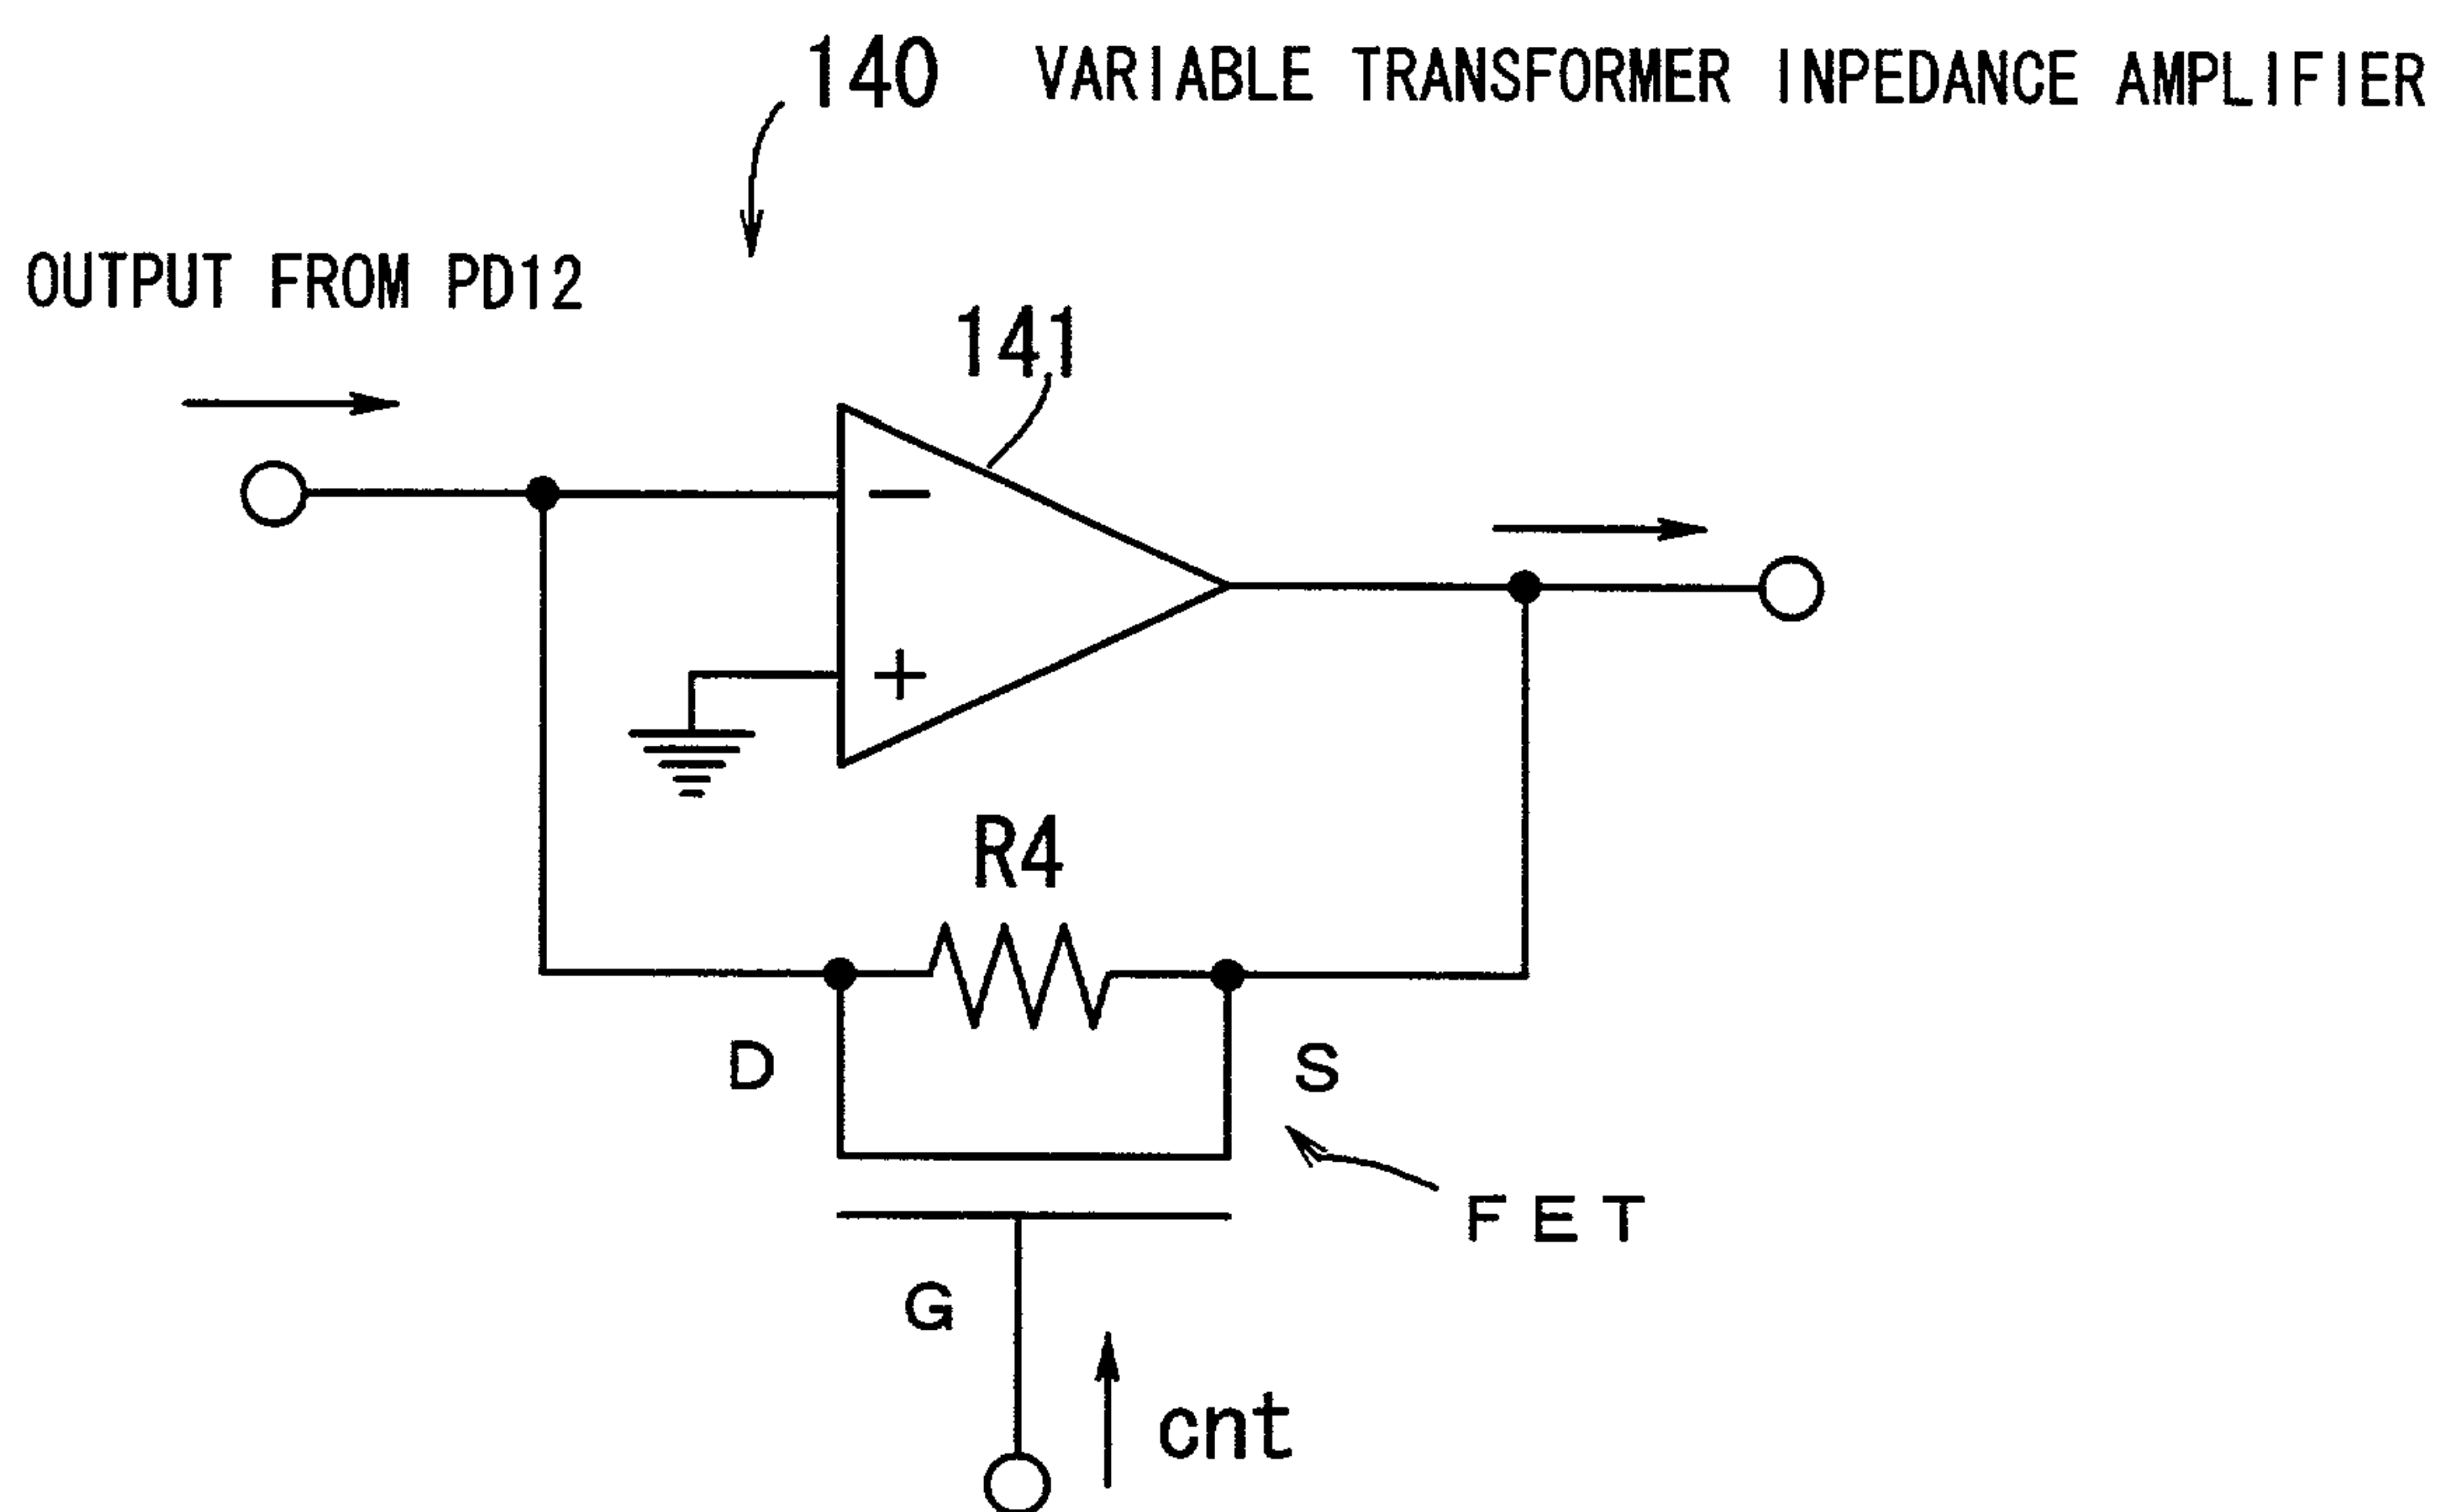 140 VARIABLE TRANSFORMER INPEDANCE AMPLIFIER
OUTPUT FROM PD12
141
−
+
R4
D
S
FET
G
cnt